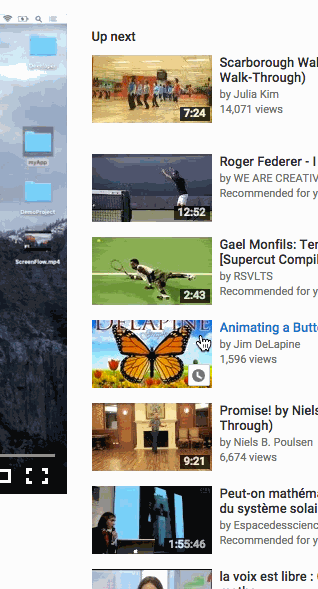 myApp
DemoProject
ScreenFlow.mp4
Up next
7:24
Scarborough Wal
Walk-Through)
by Julia Kim
14,071 views
12:52
Roger Federer - I
by WE ARE CREATIV
Recommended for y
2:43
Gael Monfils: Ter
[Supercut Compil
by RSVLTS
Recommended for y
DELAPINE
Animating a Butt
by Jim DeLapine
1,596 views
9:21
Promise! by Niels
Through)
by Niels B. Poulsen
6,674 views
1:55:46
Peut-on mathéma
du système solai
by Espacedesscienc
Recommended for y
la voix est libre :